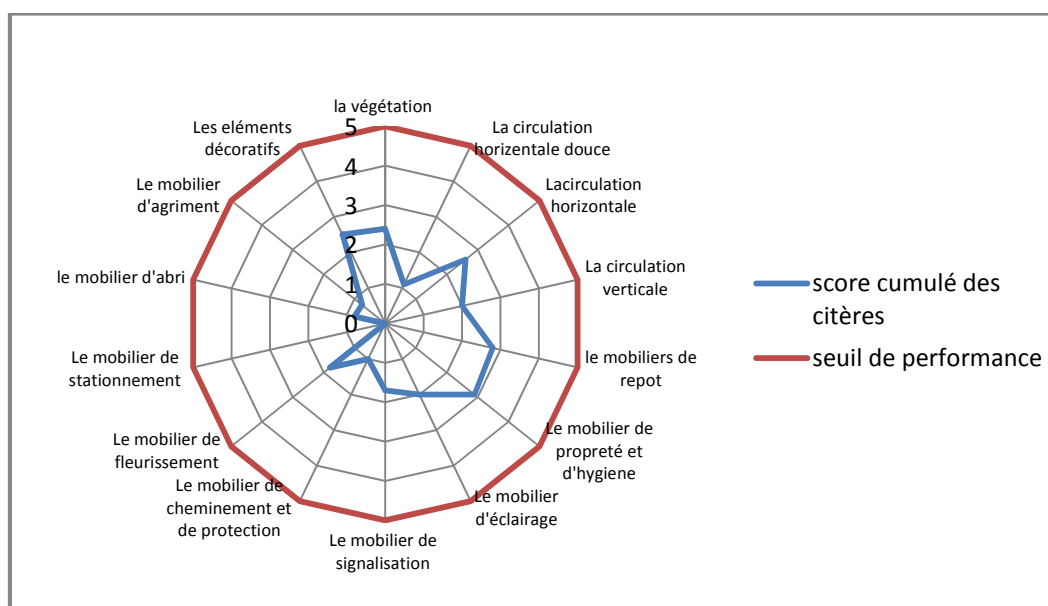 la végétation
La circulation
horizentale douce
Lacirculation
horizontale
La circulation
verticale
le mobiliers de
repot
Le mobilier de
propreté et
d'hygiene
Le mobilier
d'éclairage
Le mobilier de
signalisation
Le mobilier de
cheminement et
de protection
Le mobilier de
fleurissement
Le mobilier de
stationnement
le mobilier d'abri
Le mobilier
d'agriment
Les eléments
décoratifs
5
4
3
2
1
0
score cumulé des
citères
seuil de performance